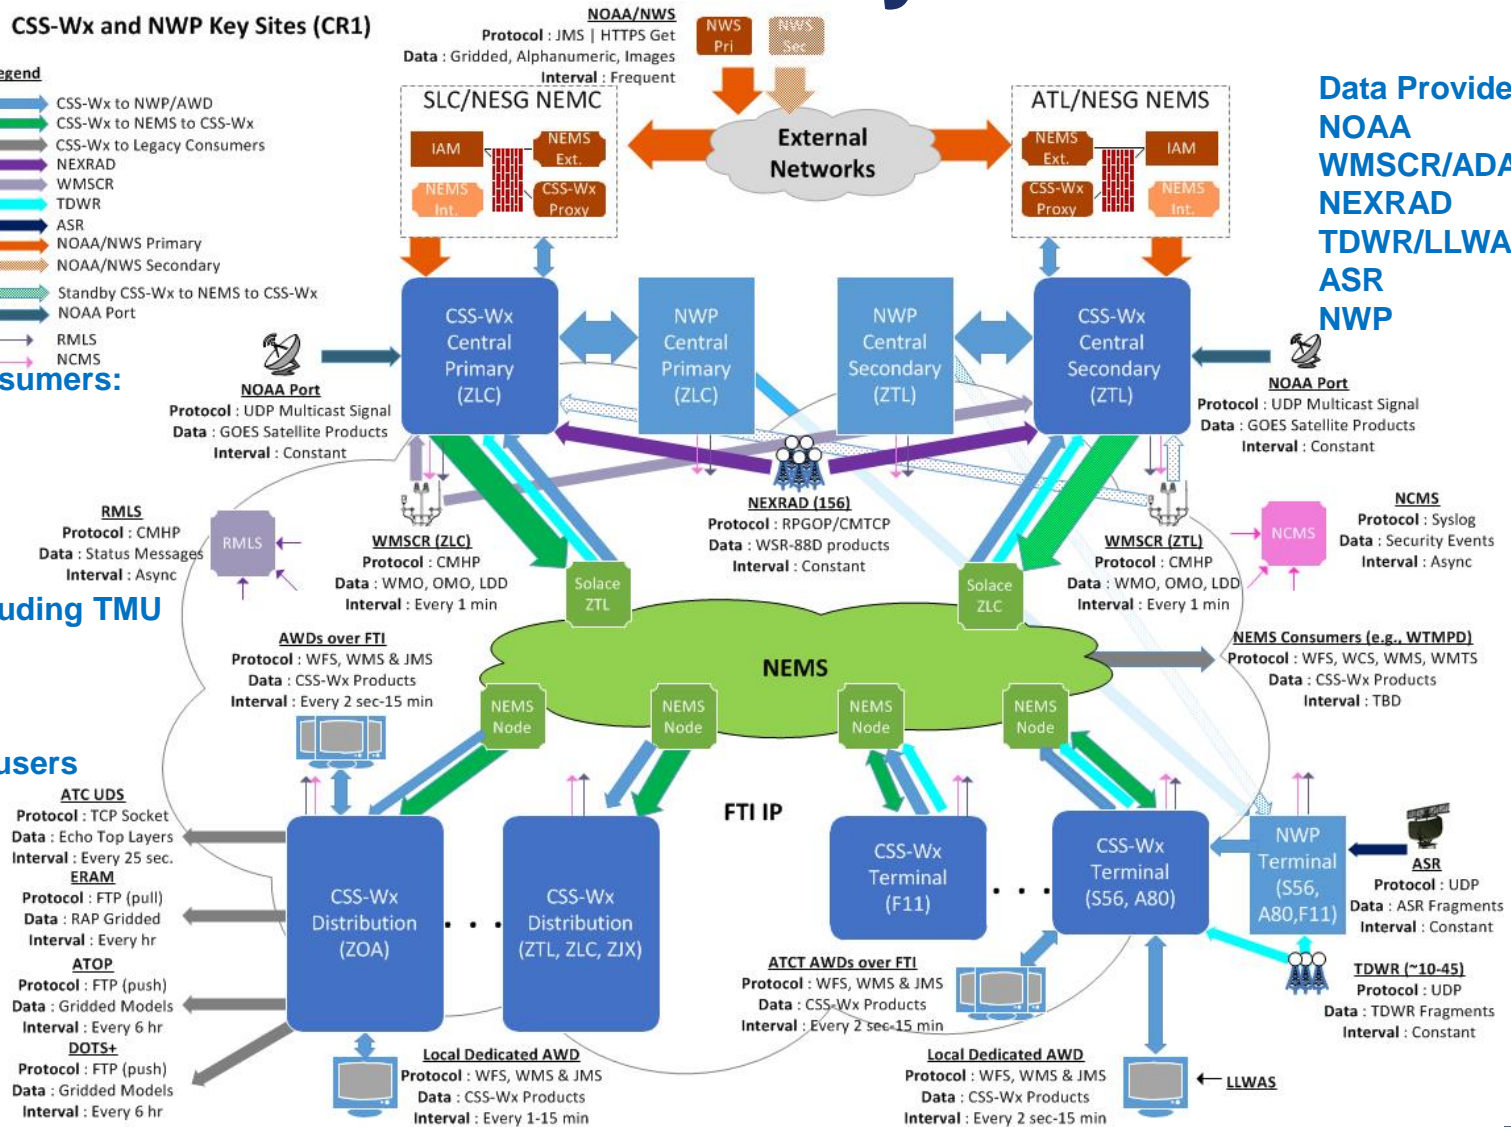 CSS-Wx and NWP Key Sites (CR1)
NOAA/NWS
Protocol : JMS | HTTPS Get
Data : Gridded, Alphanumeric, Images
Interval : Frequent
NWS
Pri
NWS
Sec
egend
CSS-Wx to NWP/AWD
CSS-Wx to NEMS to CSS-Wx
CSS-Wx to Legacy Consumers
NEXRAD
WMSCR
TDWR
ASR
NOAA/NWS Primary
NOAA/NWS Secondary
Standby CSS-Wx to NEMS to CSS-Wx
NOAA Port
RMLS
NCMS
SLC/NESG NEMC
IAM
NEMS
Ext.
NEMS
Int.
CSS-Wx
Proxy
External
Networks
ATL/NESG NEMS
NEMS
Ext.
IAM
CSS-Wx
Proxy
NEMS
Int.
Data Provide
NOAA
WMSCR/ADA
NEXRAD
TDWR/LLWA
ASR
NWP
sumers:
CSS-Wx
Central
Primary
(ZLC)
NWP
Central
Primary
(ZLC)
NWP
Central
Secondary
(ZTL)
CSS-Wx
Central
Secondary
(ZTL)
NOAA Port
Protocol : UDP Multicast Signal
Data : GOES Satellite Products
Interval : Constant
NOAA Port
Protocol : UDP Multicast Signal
Data : GOES Satellite Products
Interval : Constant
RMLS
Protocol : CMHP
Data : Status Messages
Interval : Async
RMLS
WMSCR (ZLC)
Protocol : CMHP
Data : WMO, OMO, LDD
Interval : Every 1 min
NEXRAD (156)
Protocol : RPGOP/CMTCP
Data : WSR-88D products
Interval : Constant
WMSCR (ZTL)
Protocol : CMHP
Data : WMO, OMO, LDD
Interval : Every 1 min
NCMS
NCMS
Protocol : Syslog
Data : Security Events
Interval : Async
Solace
ZTL
Solace
ZLC
uding TMU
AWDs over FTI
Protocol : WFS, WMS & JMS
Data : CSS-Wx Products
Interval : Every 2 sec-15 min
NEMS
NEMS Consumers (e.g., WTMPD)
Protocol : WFS, WCS, WMS, WMTS
Data : CSS-Wx Products
Interval : TBD
NEMS
Node
NEMS
Node
NEMS
Node
NEMS
Node
users
FTI IP
ATC UDS
Protocol : TCP Socket
Data : Echo Top Layers
Interval : Every 25 sec.
ERAM
Protocol : FTP (pull)
Data : RAP Gridded
Interval : Every hr
ATOP
Protocol : FTP (push)
Data : Gridded Models
Interval : Every 6 hr
DOTS+
Protocol : FTP (push)
Data : Gridded Models
Interval : Every 6 hr
CSS-Wx
Distribution
(ZOA)
. . .
CSS-Wx
Distribution
(ZTL, ZLC, ZJX)
CSS-Wx
Terminal
(F11)
. . .
CSS-Wx
Terminal
(S56, A80)
NWP
Terminal
(S56,
A80,F11)
ASR
Protocol : UDP
Data : ASR Fragments
Interval : Constant
TDWR (~10-45)
Protocol : UDP
Data : TDWR Fragments
Interval : Constant
ATCT AWDs over FTI
Protocol : WFS, WMS & JMS
Data : CSS-Wx Products
Interval : Every 2 sec-15 min
Local Dedicated AWD
Protocol : WFS, WMS & JMS
Data : CSS-Wx Products
Interval : Every 1-15 min
Local Dedicated AWD
Protocol : WFS, WMS & JMS
Data : CSS-Wx Products
Interval : Every 2 sec-15 min
LLWAS